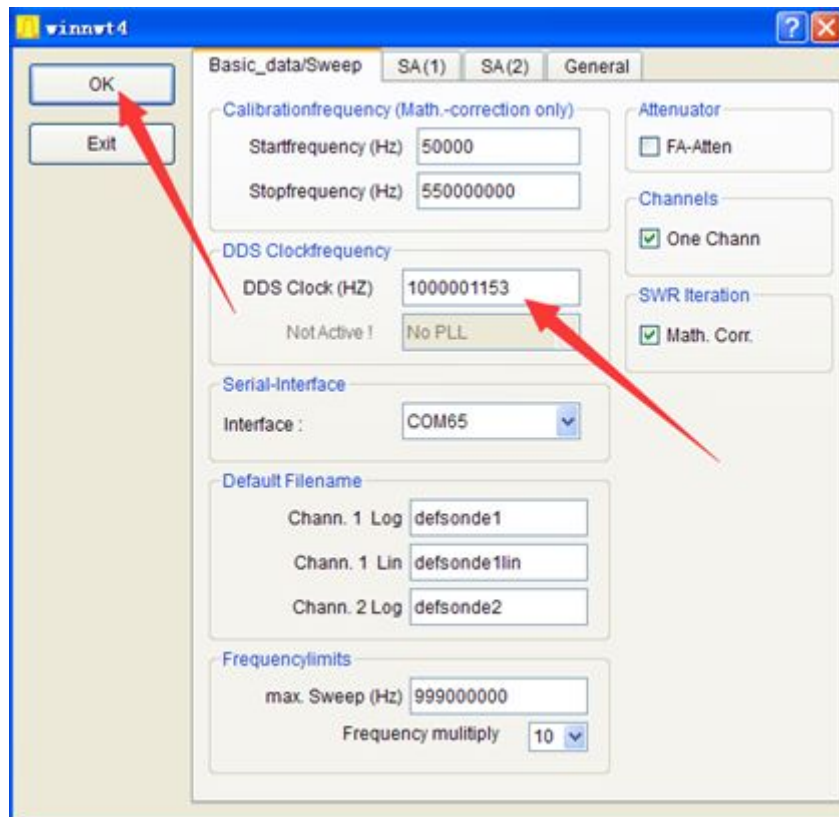 winnwt4
OK
Exit
Basic_data/Sweep SA(1) SA(2) General
Calibrationfrequency (Math.-correction only)
Startfrequency (Hz) 50000
Stopfrequency (Hz) 550000000
DDS Clockfrequency
DDS Clock (HZ) 1000001153
Not Active ! No PLL
Serial-Interface
Interface : COM65
Default Filename
Chann. 1 Log defsonde1
Chann. 1 Lin defsonde1lin
Chann. 2 Log defsonde2
Frequencylimits
max. Sweep (Hz) 999000000
Frequency mulitiply 10
Attenuator
FA-Atten
Channels
One Chann
SWR Iteration
Math. Corr.